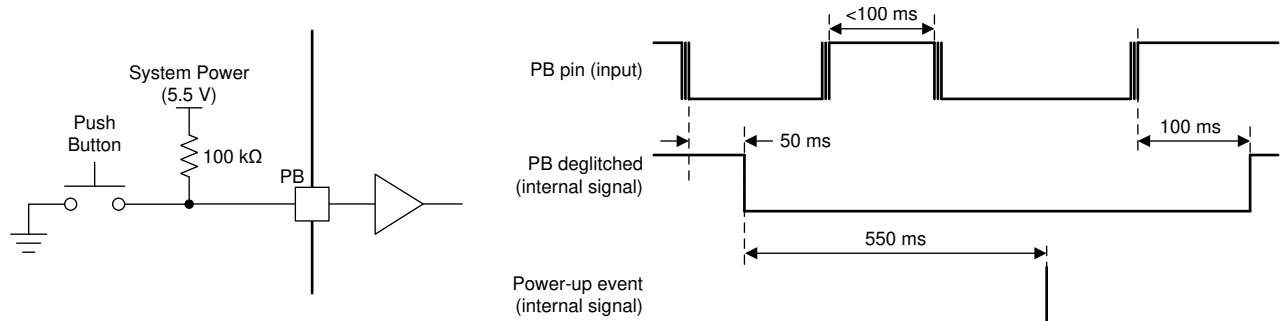 System Power
(5.5 V)
Push
Button
100 kΩ
PB
<100 ms
PB pin (input)
50 ms
100 ms
PB deglitched
(internal signal)
550 ms
Power-up event
(internal signal)